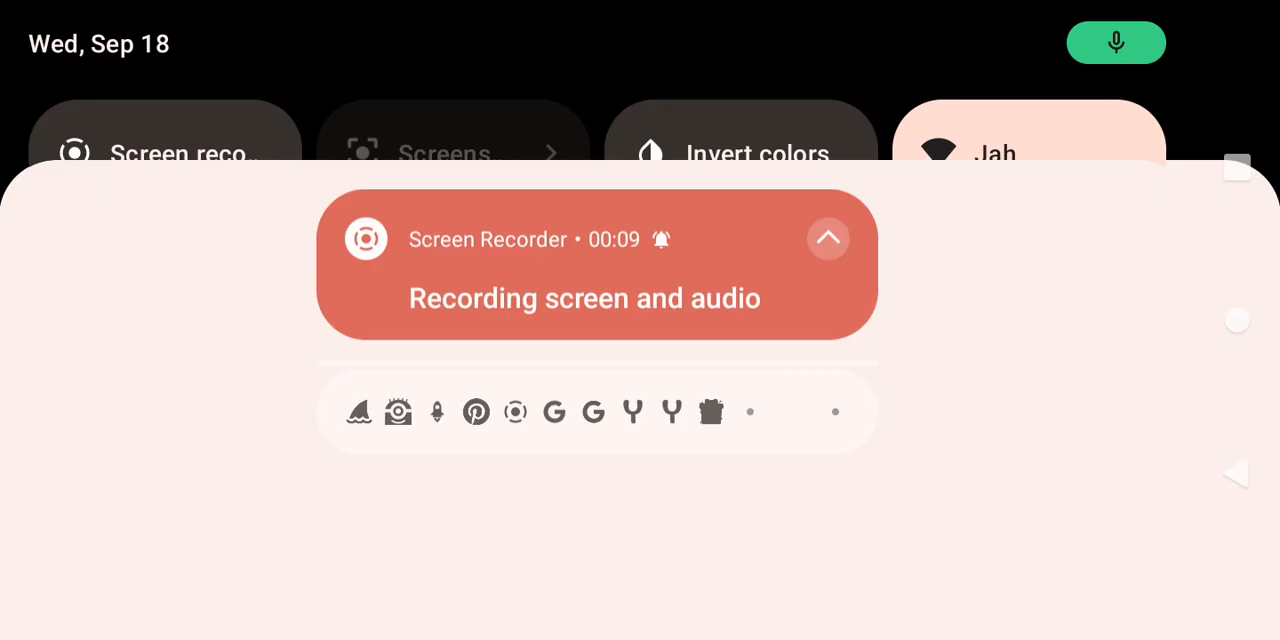 Wed, Sep 18
Screen reco..
Screens..
Invert colors
Jah
Screen Recorder • 00:09
Recording screen and audio